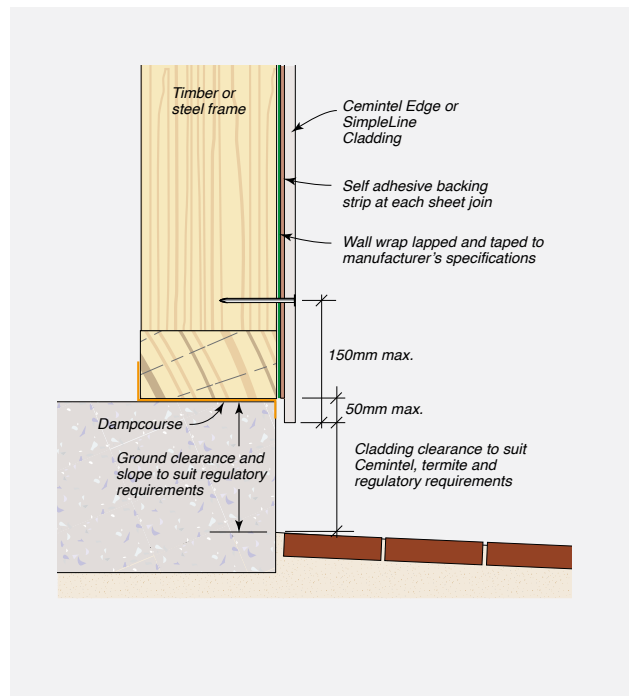 Timber or
steel frame
Cemintel Edge or
SimpleLine
Cladding
Self adhesive backing
strip at each sheet join
Wall wrap lapped and taped to
manufacturer's specifications
150mm max.
50mm max.
Dampcourse
Ground clearance and
slope to suit regulatory
requirements
Cladding clearance to suit
Cemintel, termite and
regulatory requirements